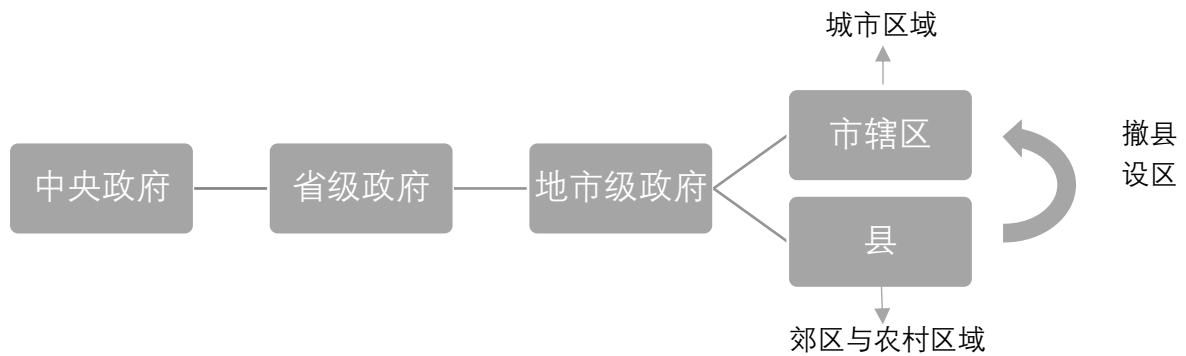 城市区域
市辖区
撤县
设区
中央政府
省级政府
地市级政府
县
郊区与农村区域